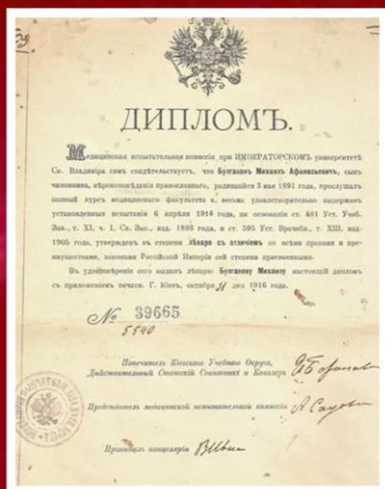 ДИПЛОМЪ.
Медицинская испытательная комиссія при ИМПЕРАТОРСКОМЪ университетѣ
Св. Владиміра симъ свидѣтельствуетъ, что Булгаковъ Михаилъ Афанасьевичъ, сынъ
чиновника, вѣроисповѣданія православнаго, родившійся 3 мая 1891 года, прослушалъ
полный курсъ медицинскаго факультета и весьма удовлетворительно выдержалъ
установленныя испытанія 6 апрѣля 1916 года, на основаніи ст. 481 Уст. Учеб.
Зав., т. XI, ч. I. Св. Зак., изд. 1893 года и ст. 595 Уст. Врачебн., т. XIII. изд.
1905 года, утвержденъ въ степени лѣкаря съ отличіемъ со всѣми правами и пре-
имуществами, законами Россійской Имперіи сей степени присвоенными.
Въ удостовѣреніе сего выданъ лѣкарю Булгакову Михаилу настоящій дипломъ
съ приложеніемъ печати. Г. Кіевъ, октября 31 дня 1916 года.
№ 39665
5540
Попечитель Кіевскаго Учебнаго Округа,
Дѣйствительный Статскій Совѣтникъ и Кавалеръ
Предсѣдатель медицинской испытательной комиссіи
Правитель канцеляріи